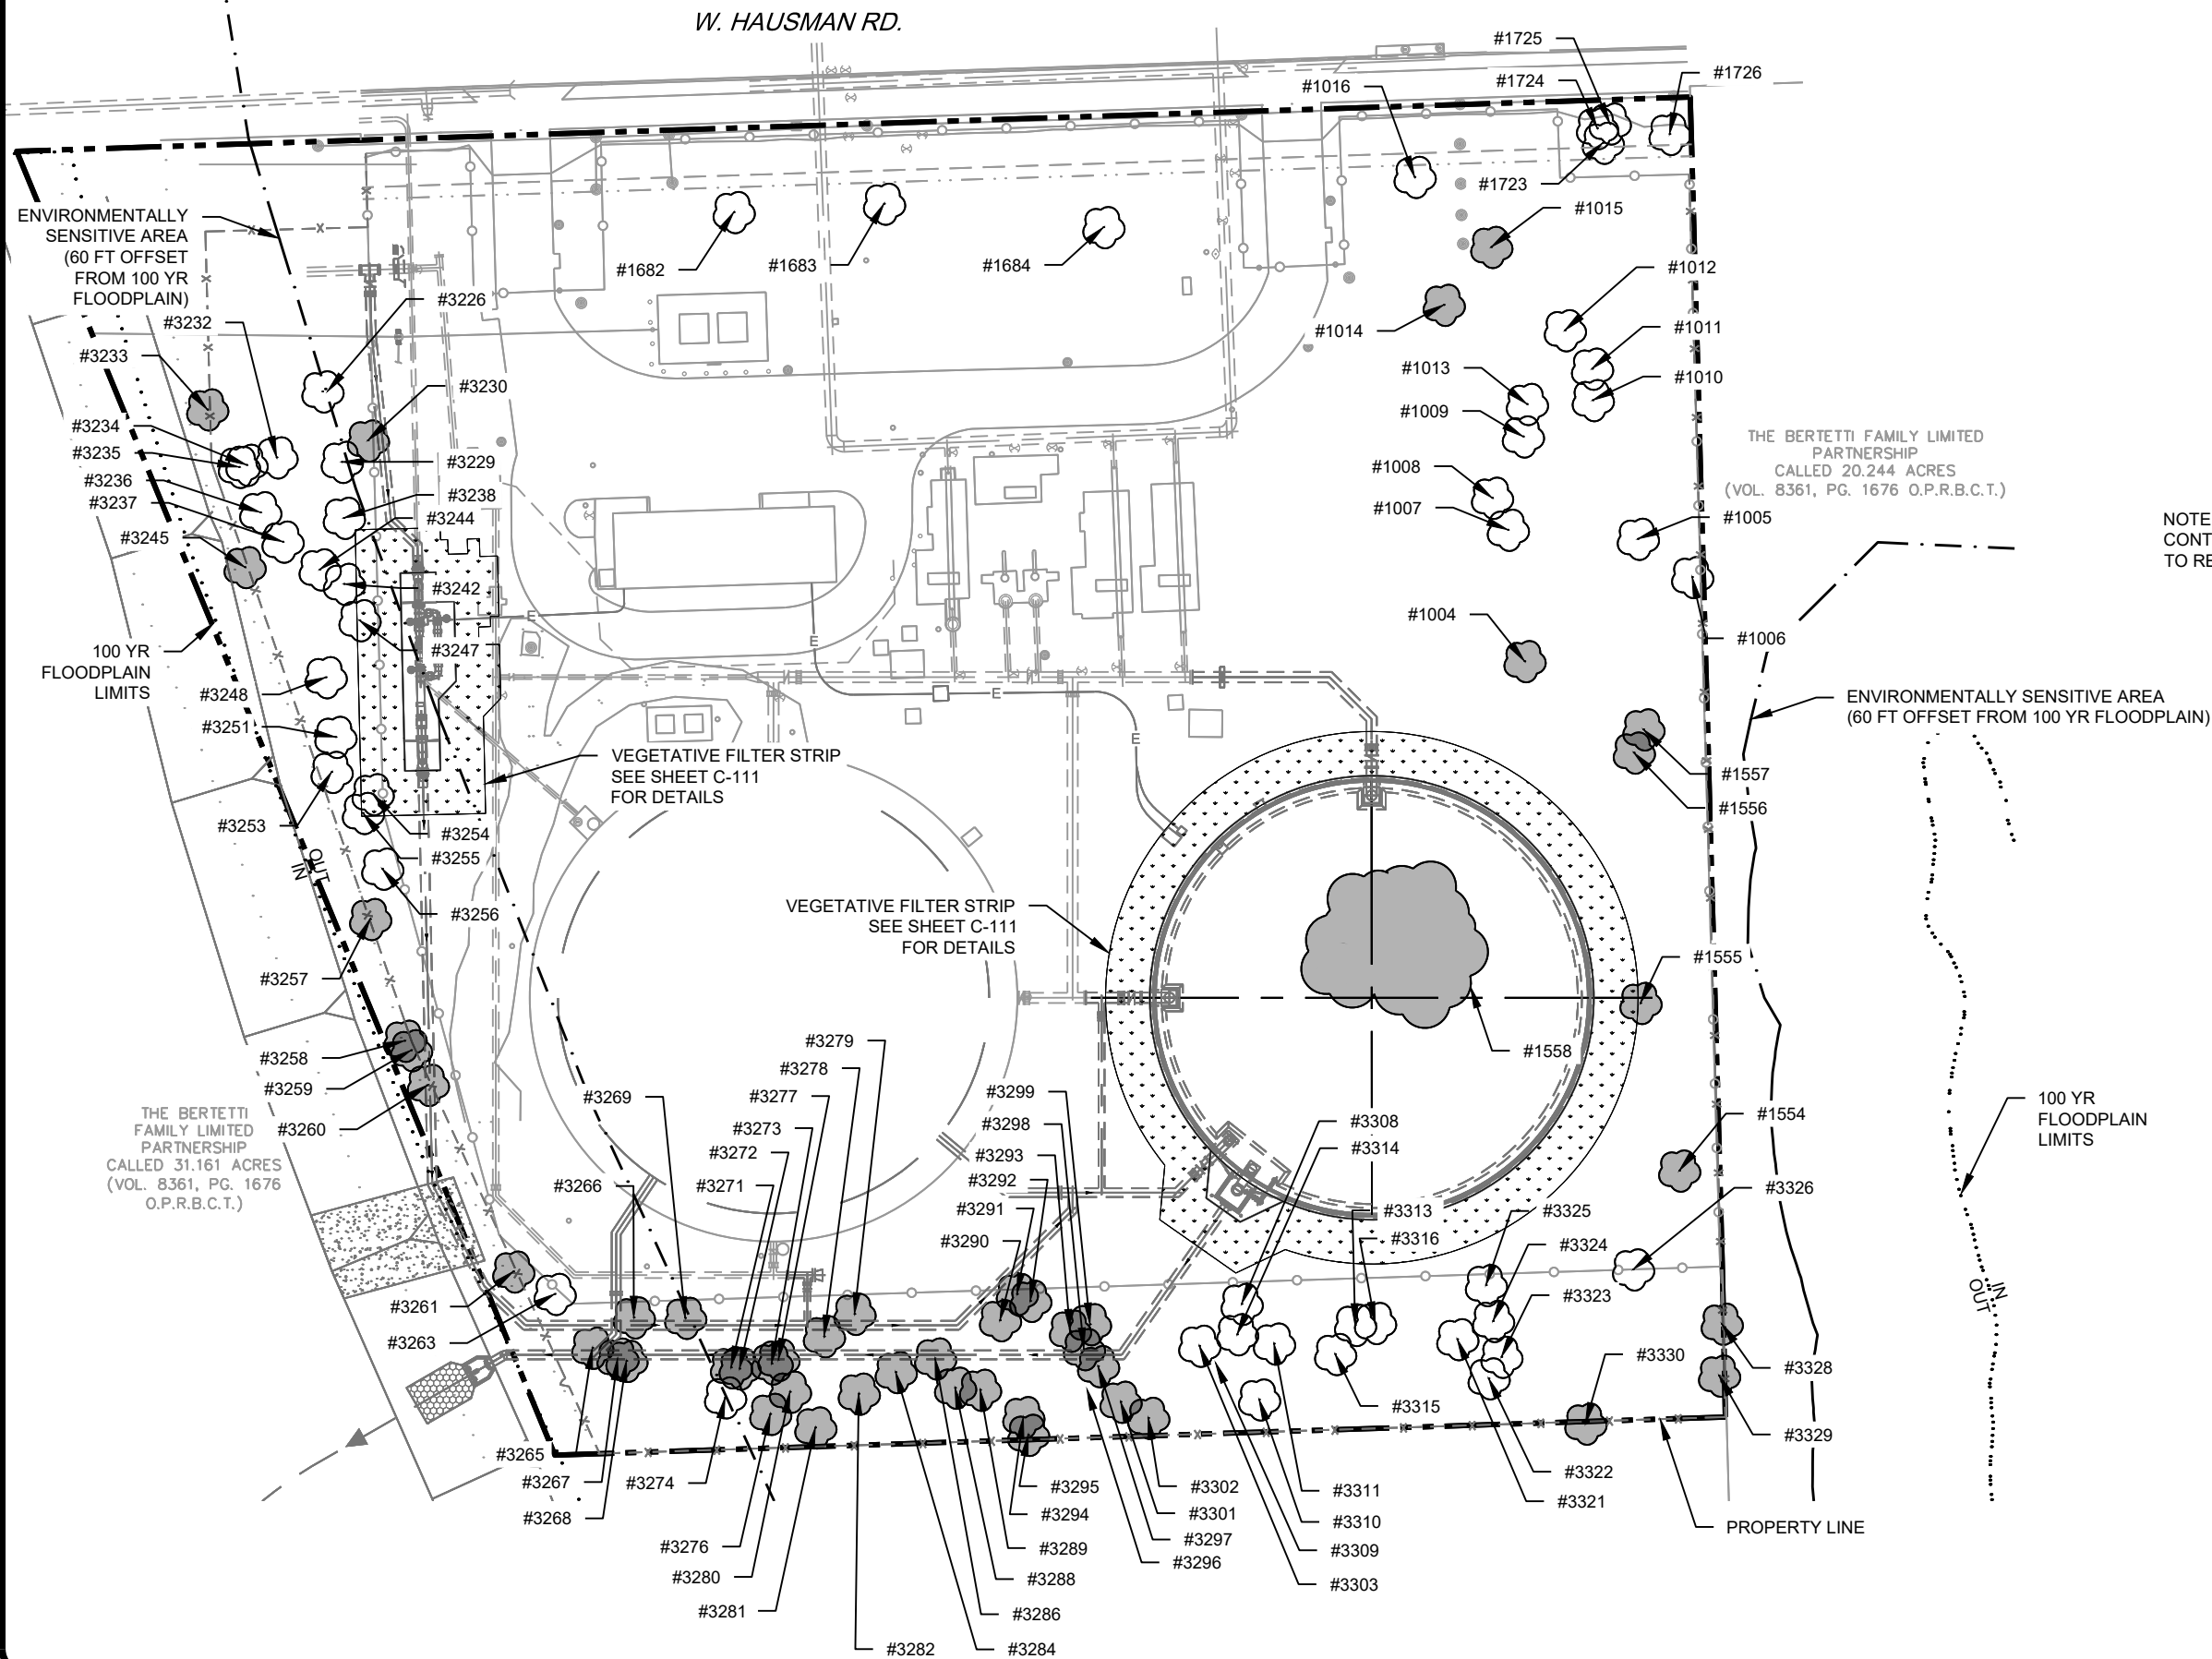 W. HAUSMAN RD.
#1725
#1724
#1726
#1016
#1723
#1015
ENVIRONMENTALLY
SENSITIVE AREA
(60 FT OFFSET
FROM 100 YR
FLOODPLAIN)
#1682
#1683
#1684
#1012
#3226
#3232
#1014
#1011
#3233
#3230
#1013
#1010
#1009
#3234
#3235
#3229
THE BERTETTI FAMILY LIMITED
PARTNERSHIP
CALLED 20.244 ACRES
(VOL. 8361, PG. 1676 O.P.R.B.C.T.)
#3236
#3237
#3238
#1008
#1007
#3244
#1005
NOTE
CONT
TO RE
#3245
#3242
E
E
#1004
#1006
100 YR
FLOODPLAIN
LIMITS
#3247
#3248
E
ENVIRONMENTALLY SENSITIVE AREA
(60 FT OFFSET FROM 100 YR FLOODPLAIN)
#3251
E
VEGETATIVE FILTER STRIP
SEE SHEET C-111
FOR DETAILS
#1557
#1556
#3253
#3254
#3255
OUT
IN
#3256
VEGETATIVE FILTER STRIP
SEE SHEET C-111
FOR DETAILS
#3257
#1555
#3279
#3278
#1558
#3258
#3259
#3260
#3269
#3277
#3299
100 YR
FLOODPLAIN
LIMITS
THE BERTETTI
FAMILY LIMITED
PARTNERSHIP
CALLED 31.161 ACRES
(VOL. 8361, PG. 1676
O.P.R.B.C.T.)
#3273
#3298
#3308
#1554
#3272
#3293
#3314
#3266
#3271
#3292
#3326
#3291
#3313
#3325
#3290
#3316
#3324
#3261
#3323
IN
OUT
#3263
#3330
#3328
#3315
#3329
#3265
#3267
#3274
#3268
#3295
#3294
#3302
#3301
#3311
#3322
#3321
#3310
PROPERTY LINE
#3276
#3289
#3297
#3296
#3309
#3280
#3288
#3303
#3281
#3286
#3282
#3284